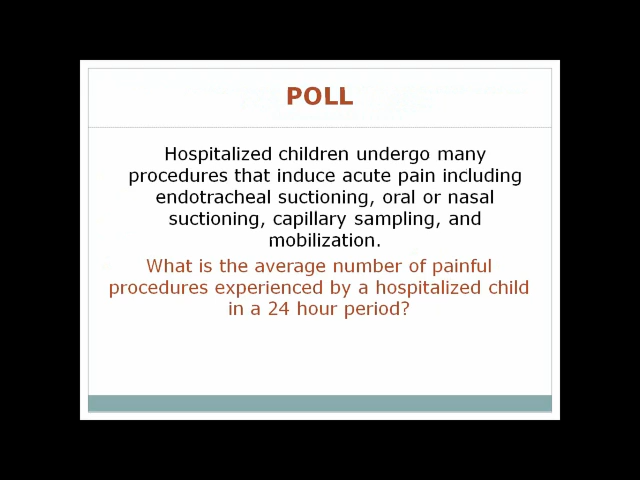 POLL
Hospitalized children undergo many
procedures that induce acute pain including
endotracheal suctioning, oral or nasal
suctioning, capillary sampling, and
mobilization.
What is the average number of painful
procedures experienced by a hospitalized child
in a 24 hour period?